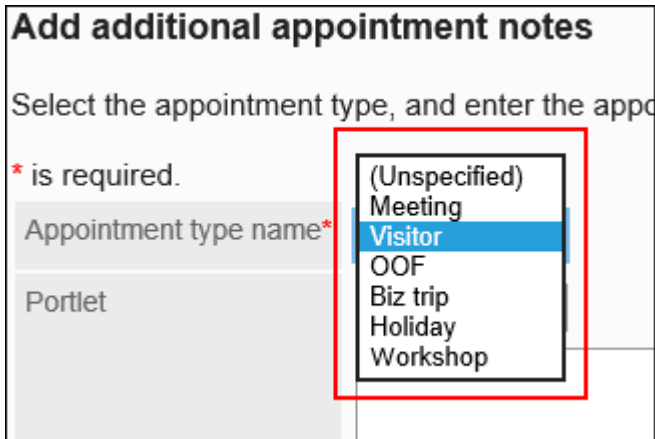 Add additional appointment notes
Select the appointment type, and enter the appo
* is required.
Appointment type name*
(Unspecified)
Meeting
Visitor
OOF
Biz trip
Holiday
Workshop
Portlet